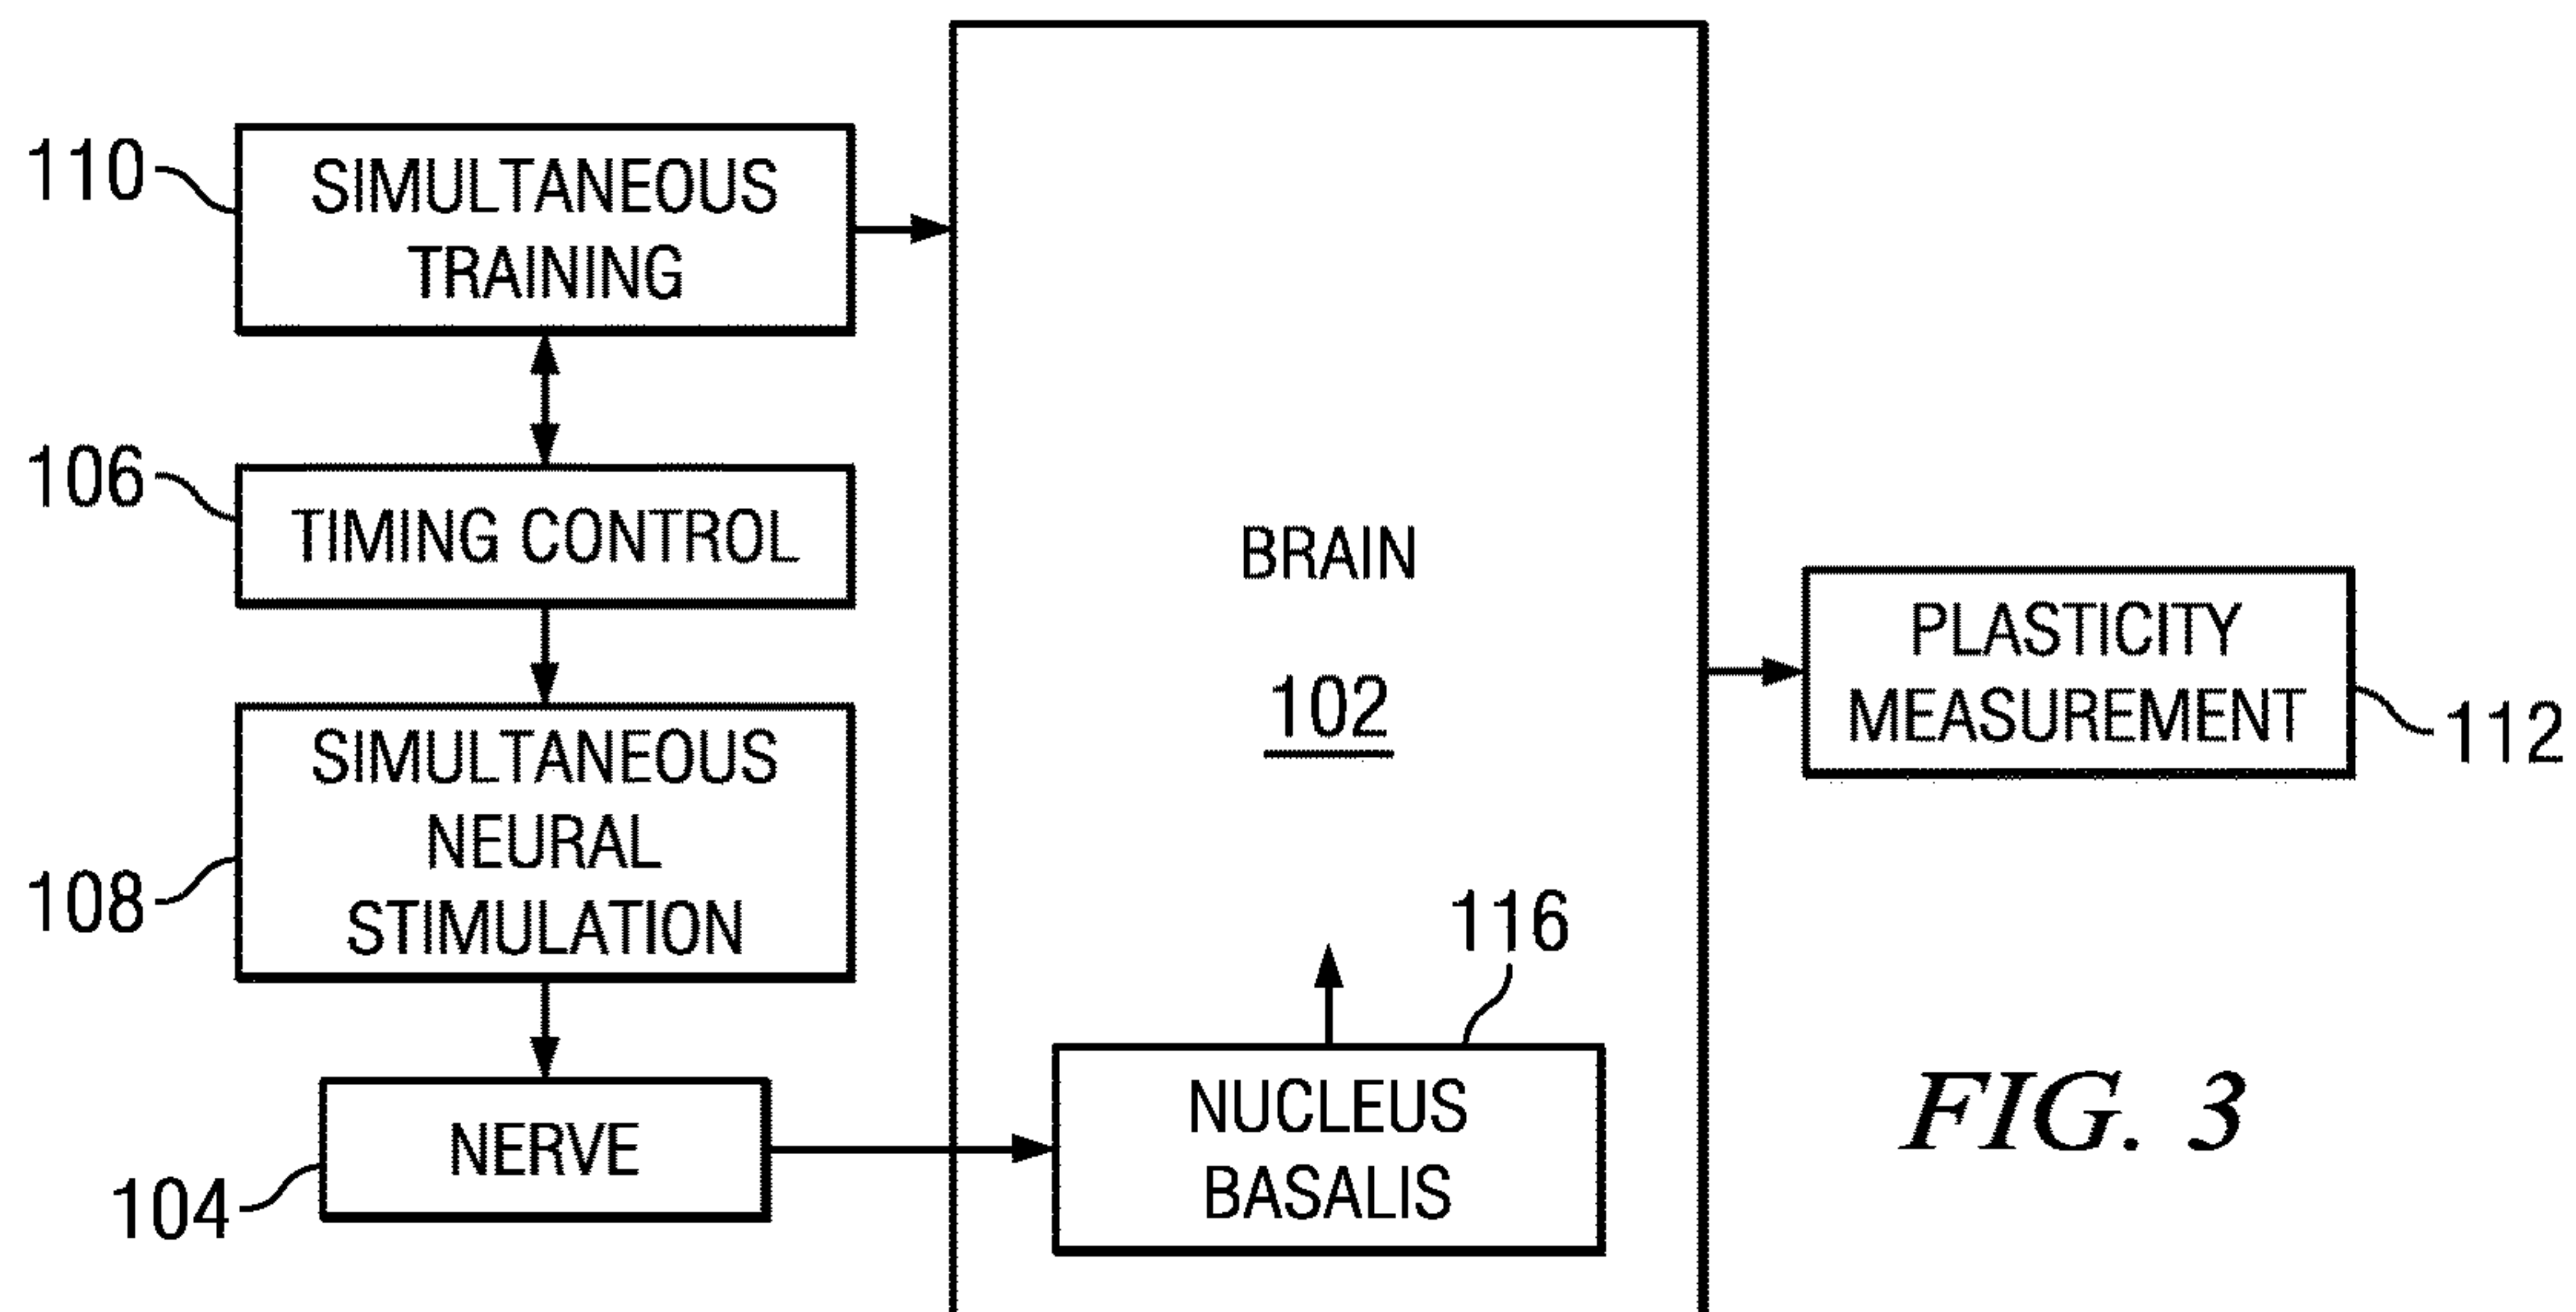 110
SIMULTANEOUS
TRAINING
106
TIMING CONTROL
108
SIMULTANEOUS
NEURAL
STIMULATION
104
NERVE
BRAIN
102
116
NUCLEUS
BASALIS
PLASTICITY
MEASUREMENT
112
FIG. 3